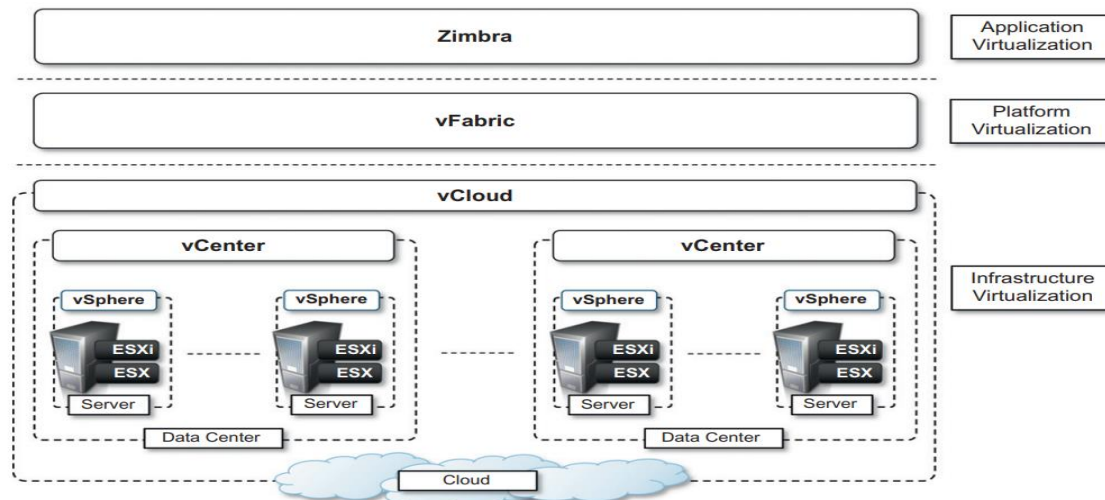 Zimbra
Application
Virtualization
vFabric
Platform
Virtualization
vCloud
vCenter
vCenter
vSphere
vSphere
vSphere
vSphere
Infrastructure
Virtualization
ESXi
ESXi
ESXi
ESXi
ESX
ESX
ESX
ESX
Server
Server
Server
Server
Data Center
Data Center
Cloud